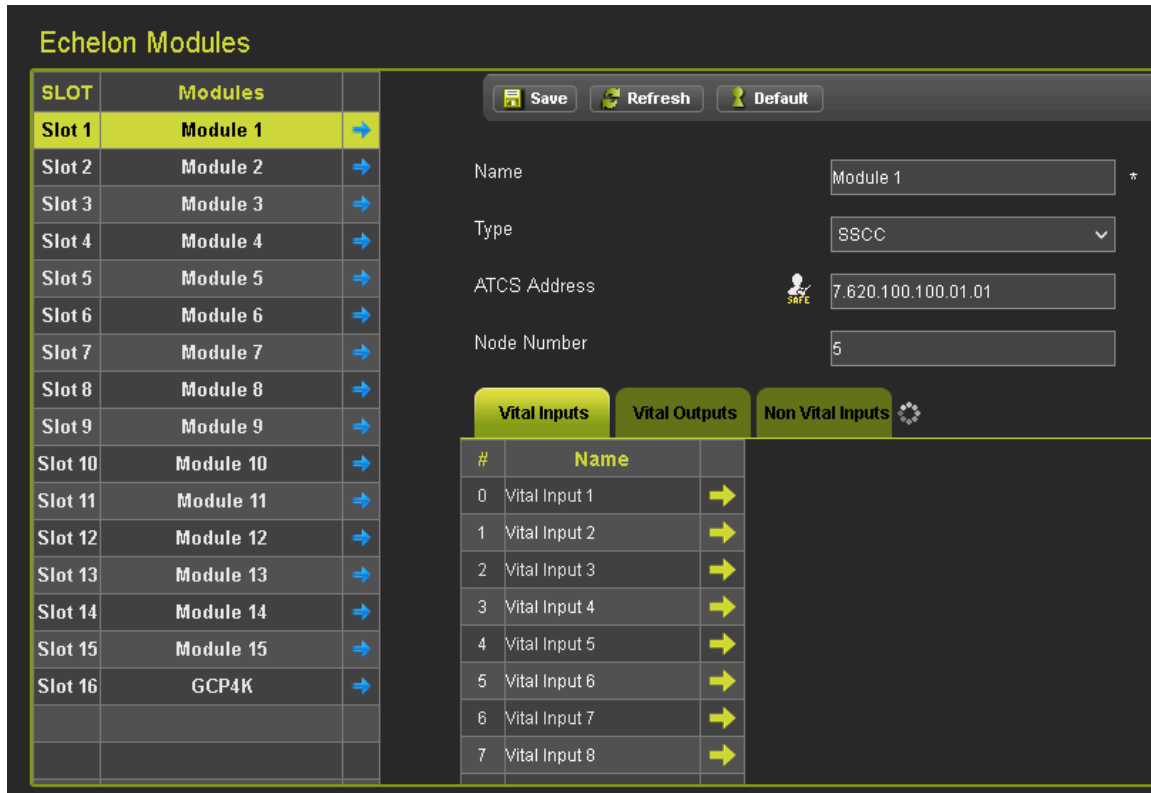 Echelon Modules
SLOT Modules
Slot 1 Module 1
Slot 2 Module 2
Slot 3 Module 3
Slot 4 Module 4
Slot 5 Module 5
Slot 6 Module 6
Slot 7 Module 7
Slot 8 Module 8
Slot 9 Module 9
Slot 10 Module 10
Slot 11 Module 11
Slot 12 Module 12
Slot 13 Module 13
Slot 14 Module 14
Slot 15 Module 15
Slot 16 GCP4K
Save Refresh Default
Name Module 1 *
Type SSCC
ATCS Address SAFE 7.620.100.100.01.01
Node Number 5
Vital Inputs Vital Outputs Non Vital Inputs
# Name
0 Vital Input 1
1 Vital Input 2
2 Vital Input 3
3 Vital Input 4
4 Vital Input 5
5 Vital Input 6
6 Vital Input 7
7 Vital Input 8